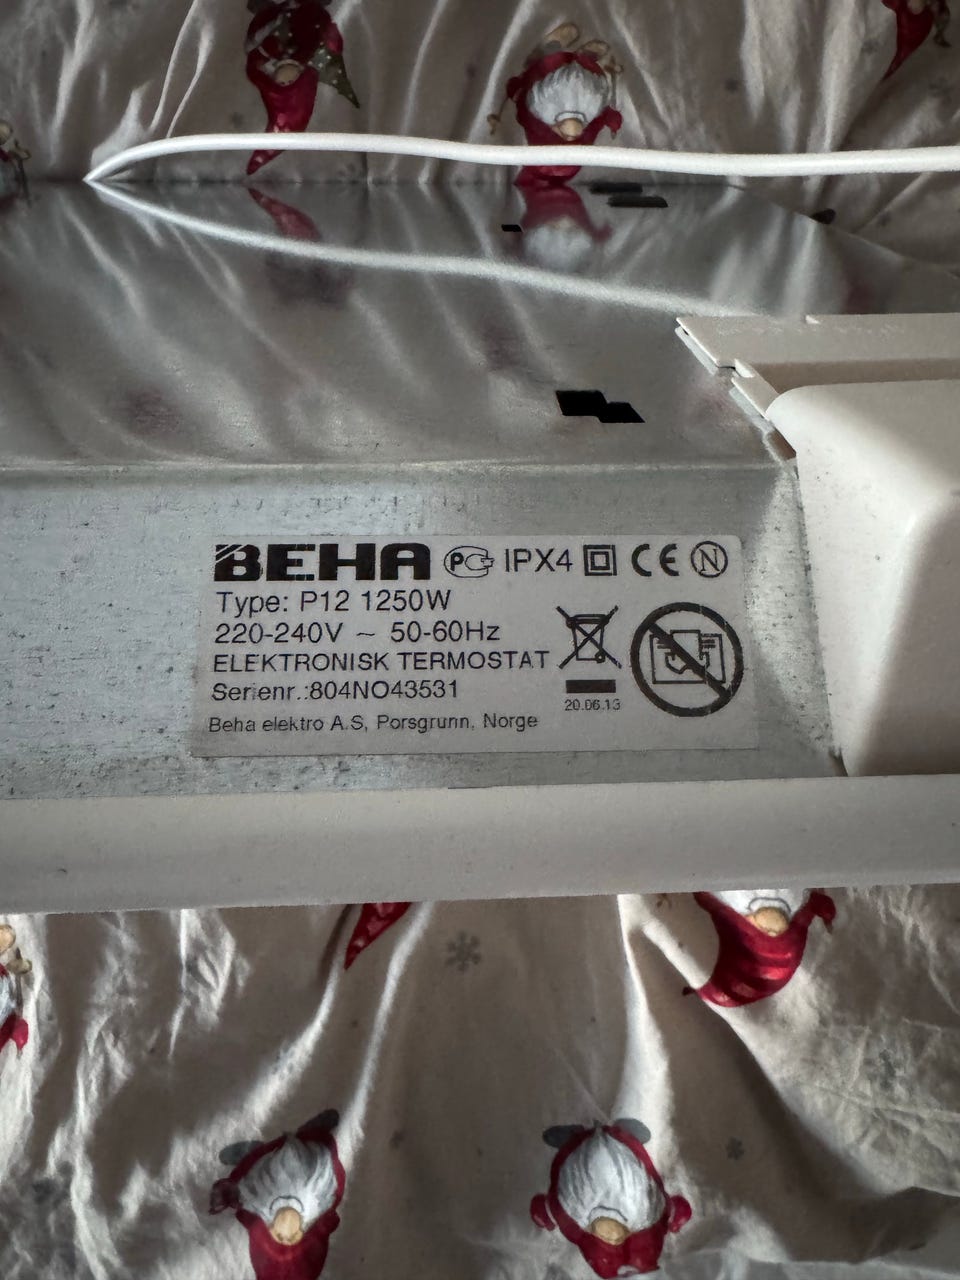 BEHA PG IPX4 CE N
Type: P12 1250W
220-240V ~ 50-60Hz
ELEKTRONISK TERMOSTAT
Serienr.:804NO43531
20.06.13
Beha elektro A.S, Porsgrunn, Norge